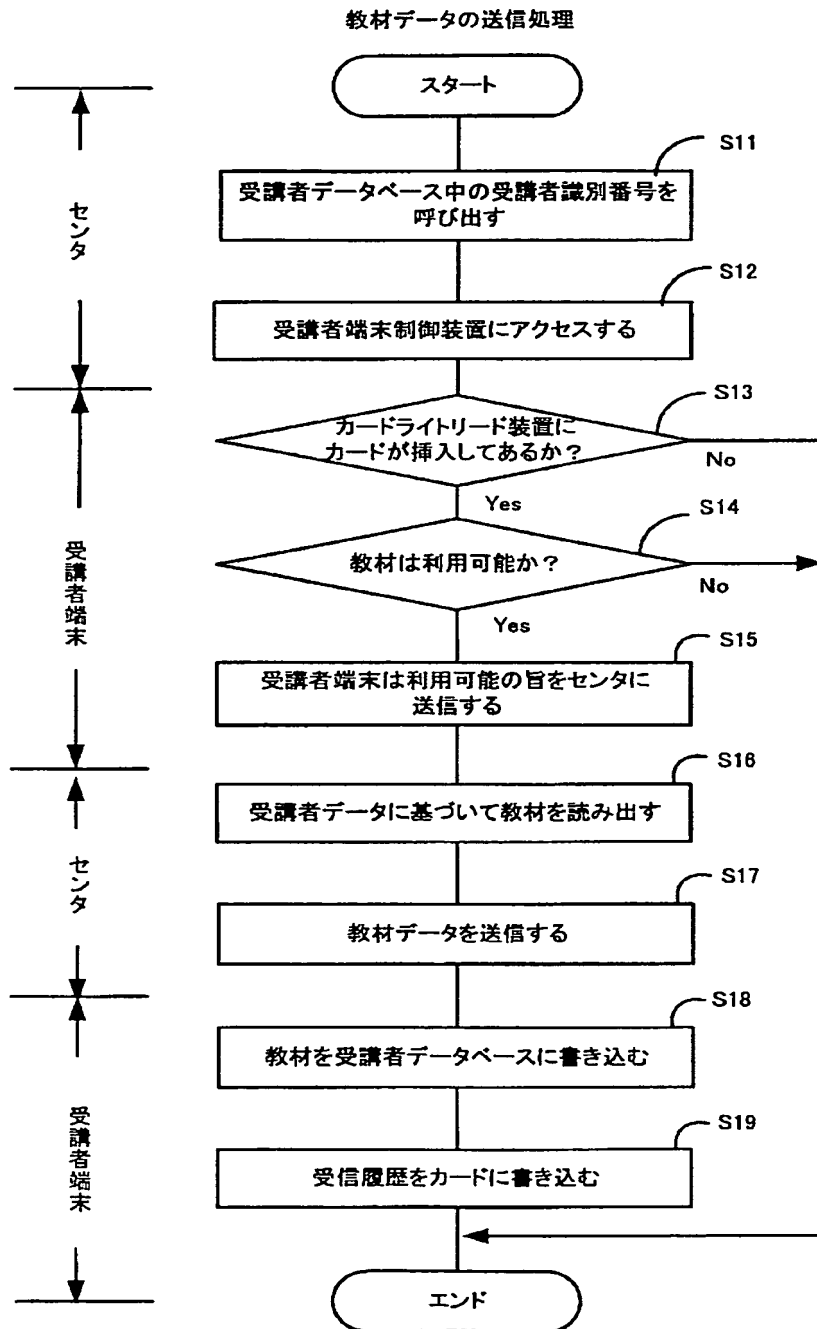 教材データの送信処理
スタート
S11
受講者データベース中の受講者識別番号を
呼び出す
センタ
S12
受講者端末制御装置にアクセスする
S13
カードライトリード装置に
カードが挿入してあるか?
No
Yes
S14
教材は利用可能か?
No
Yes
受講者端末
S15
受講者端末は利用可能の旨をセンタに
送信する
S16
受講者データに基づいて教材を読み出す
センタ
S17
教材データを送信する
S18
教材を受講者データベースに書き込む
受講者端末
S19
受信履歴をカードに書き込む
エンド